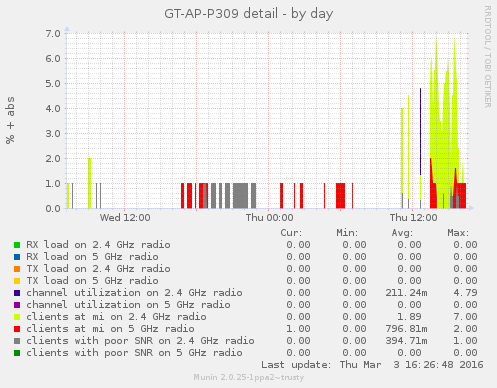 GT-AP-P309 detail - by day
RRDTOOL / TOBI OETIKER
% + abs
7.0
6.0
5.0
4.0
3.0
2.0
1.0
0.0
Wed 12:00 Thu 00:00 Thu 12:00
Cur: Min: Avg: Max:
RX load on 2.4 GHz radio 0.00 0.00 0.00 0.00
RX load on 5 GHz radio 0.00 0.00 0.00 0.00
TX load on 2.4 GHz radio 0.00 0.00 0.00 0.00
TX load on 5 GHz radio 0.00 0.00 0.00 0.00
channel utilization on 2.4 GHz radio 0.00 0.00 211.24m 4.79
channel utilization on 5 GHz radio 0.00 0.00 0.00 0.00
clients at mi on 2.4 GHz radio 0.00 0.00 1.89 7.00
clients at mi on 5 GHz radio 1.00 0.00 796.81m 2.00
clients with poor SNR on 2.4 GHz radio 0.00 0.00 394.71m 1.00
clients with poor SNR on 5 GHz radio 0.00 0.00 0.00 0.00
Last update: Thu Mar 3 16:26:48 2016
Munin 2.0.25-1ppa2~trusty